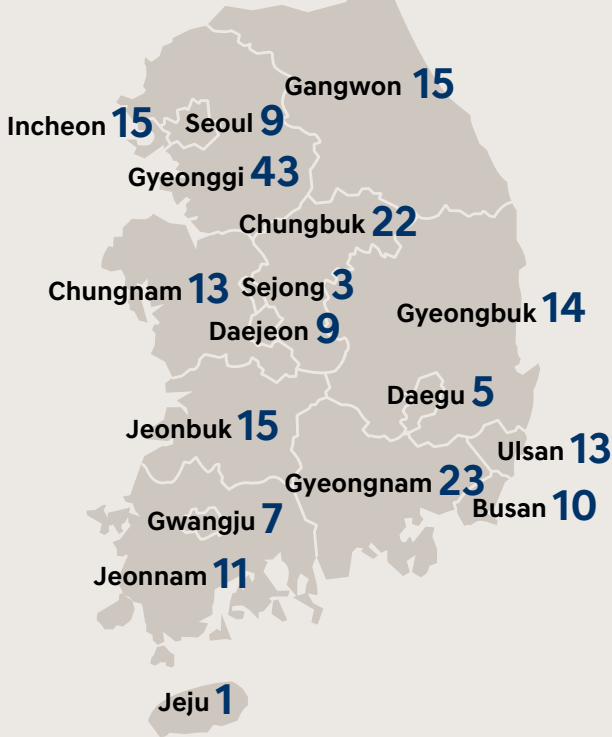 Gangwon 15
Incheon 15
Seoul 9
Gyeonggi 43
Chungbuk 22
Chungnam 13
Sejong 3
Gyeongbuk 14
Daejeon 9
Daegu 5
Jeonbuk 15
Ulsan 13
Gyeongnam 23
Busan 10
Gwangju 7
Jeonnam 11
Jeju 1